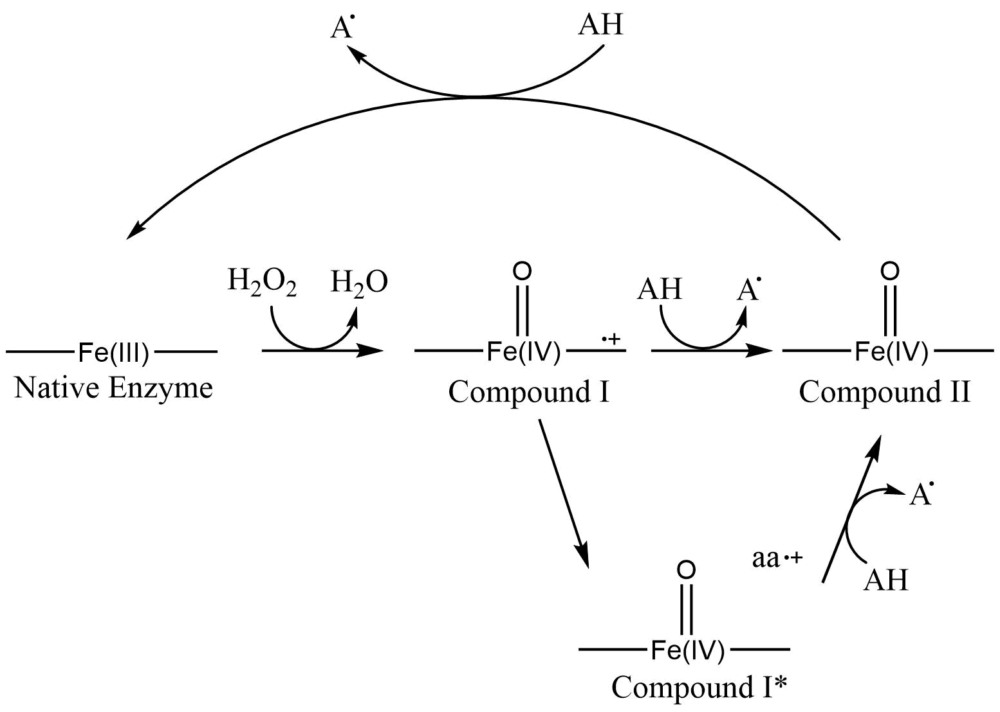 A• AH
H₂O₂ H₂O
O
AH A•
O
Fe(III)
Fe(IV) •+
Fe(IV)
Native Enzyme
Compound I
Compound II
A•
aa•+
AH
O
Fe(IV)
Compound I*